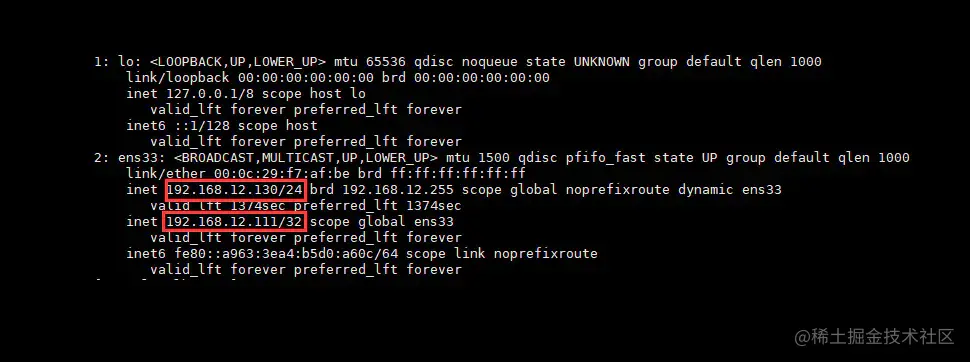 1: lo: <LOOPBACK,UP,LOWER_UP> mtu 65536 qdisc noqueue state UNKNOWN group default qlen 1000
link/loopback 00:00:00:00:00:00 brd 00:00:00:00:00:00
inet 127.0.0.1/8 scope host lo
valid_lft forever preferred_lft forever
inet6 ::1/128 scope host
valid_lft forever preferred_lft forever
2: ens33: <BROADCAST,MULTICAST,UP,LOWER_UP> mtu 1500 qdisc pfifo_fast state UP group default qlen 1000
link/ether 00:0c:29:f7:af:be brd ff:ff:ff:ff:ff:ff
inet 192.168.12.130/24 brd 192.168.12.255 scope global noprefixroute dynamic ens33
valid_lft 1374sec preferred_lft 1374sec
inet 192.168.12.111/32 scope global ens33
valid_lft forever preferred_lft forever
inet6 fe80::a963:3ea4:b5d0:a60c/64 scope link noprefixroute
valid_lft forever preferred_lft forever
@稀土掘金技术社区